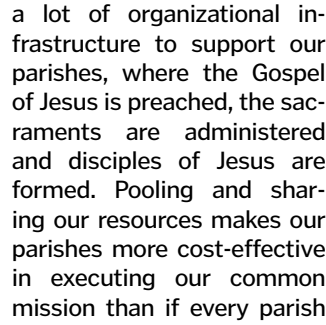 a lot of organizational in-
frastructure to support our
parishes, where the Gospel
of Jesus is preached, the sac-
raments are administered
and disciples of Jesus are
formed. Pooling and shar-
ing our resources makes our
parishes more cost-effective
in executing our common
mission than if every parish